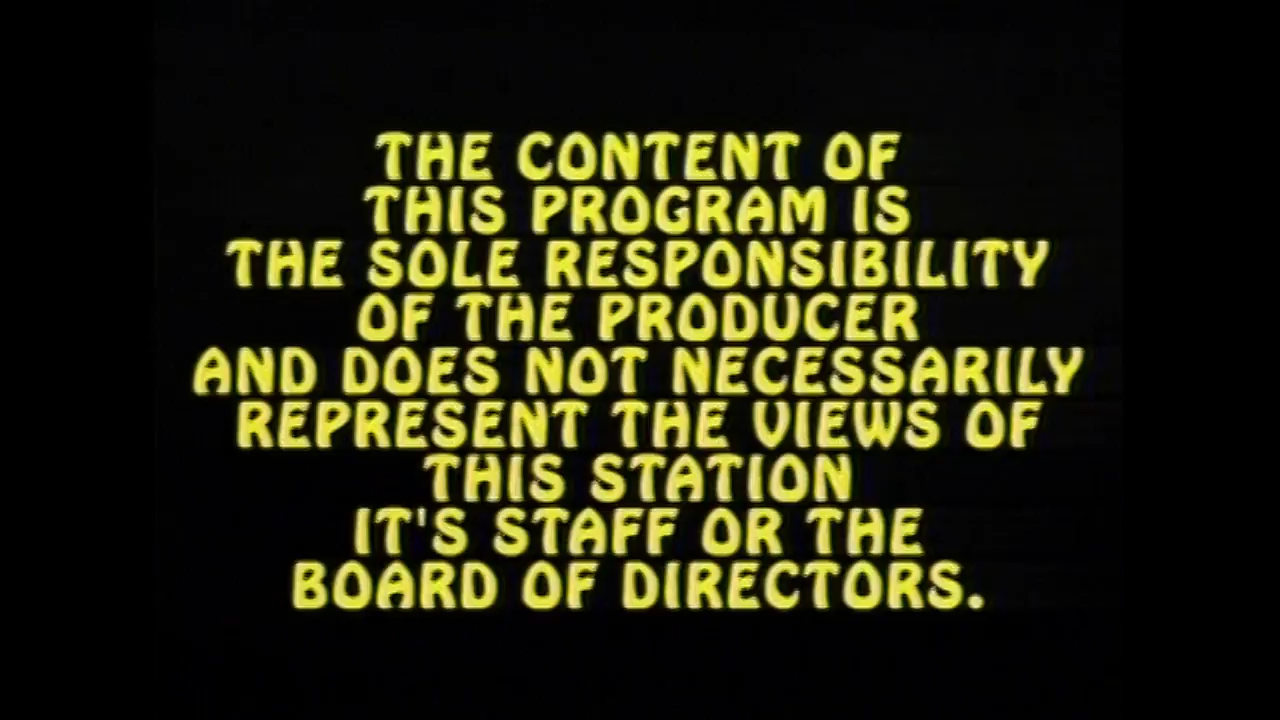 THE CONTENT OF
THIS PROGRAM IS
THE SOLE RESPONSIBILITY
OF THE PRODUCER
AND DOES NOT NECESSARILY
REPRESENT THE VIEWS OF
THIS STATION
IT'S STAFF OR THE
BOARD OF DIRECTORS.